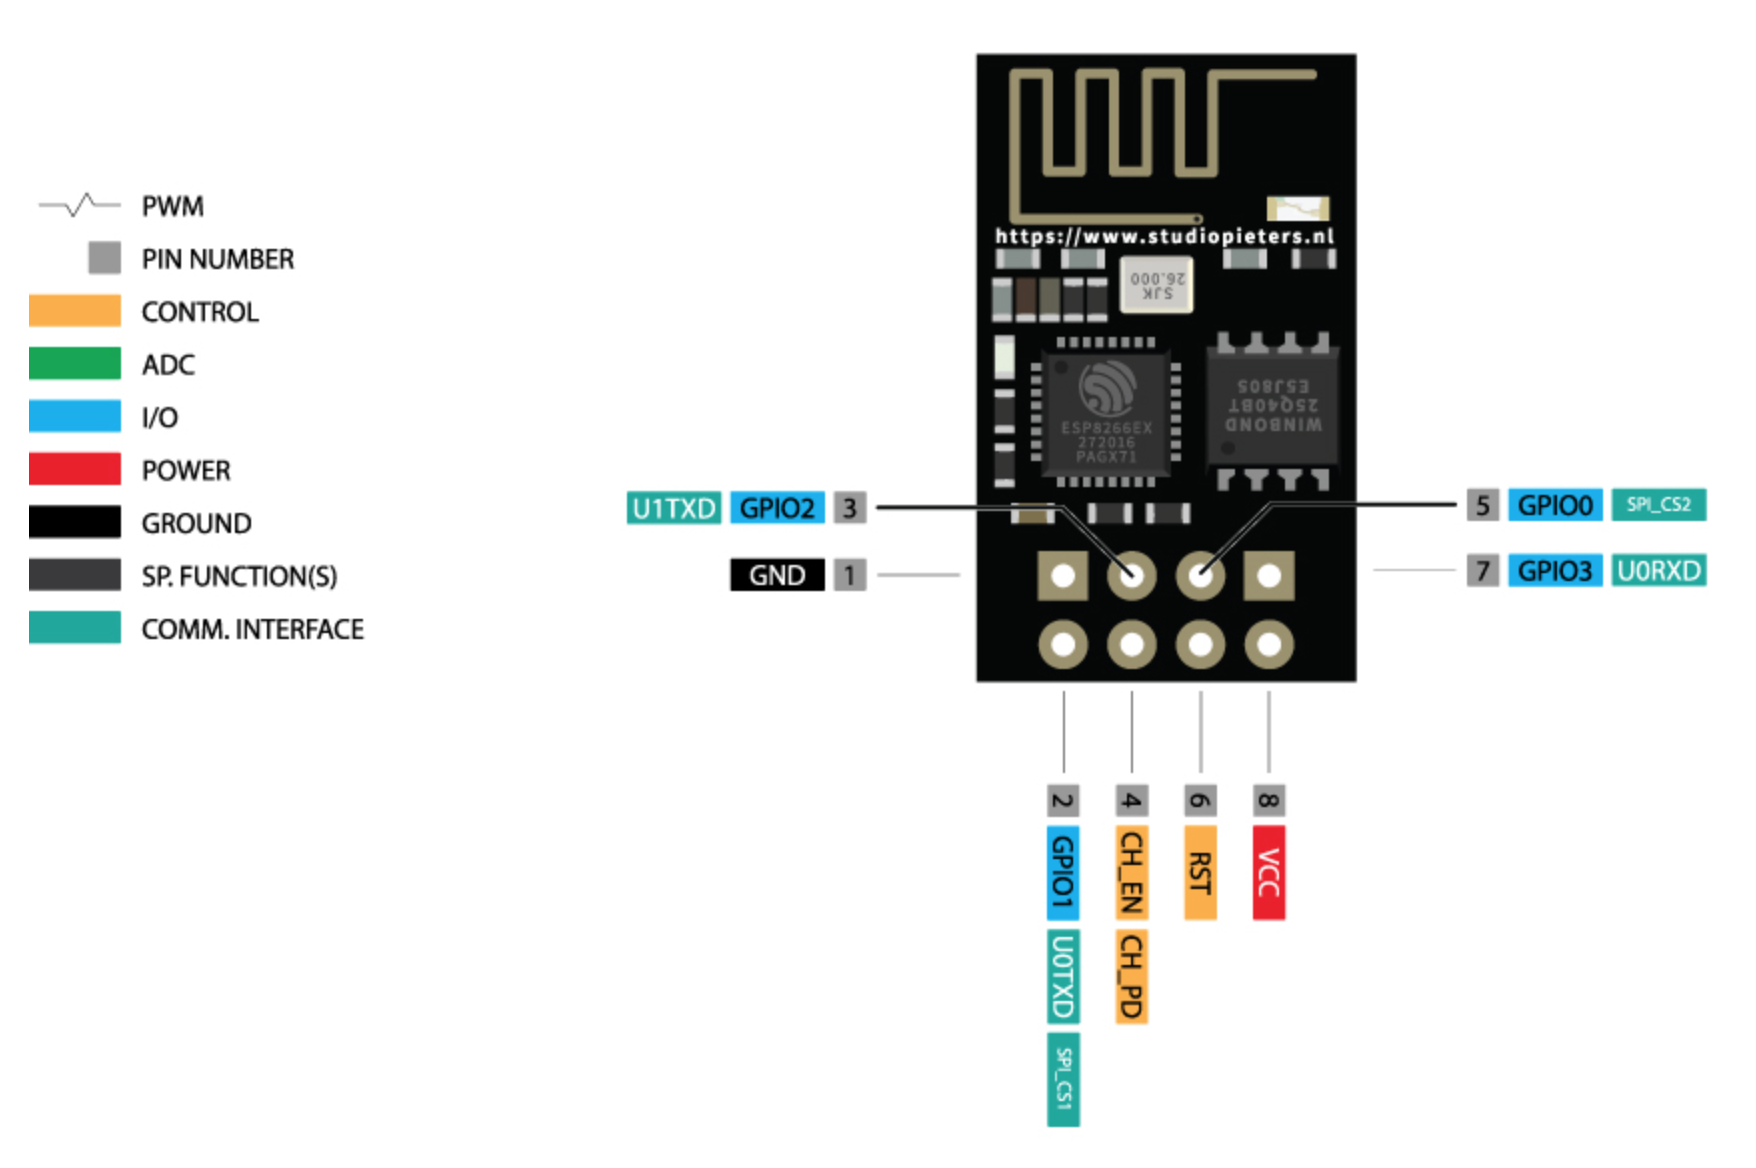 PWM
PIN NUMBER
CONTROL
ADC
I/O
POWER
GROUND
SP. FUNCTION(S)
COMM. INTERFACE
https://www.studiopieters.nl
26.000
SJK
ESP8266EX
272016
PAGX71
WINBOND
25Q40BT
ESJ805
U1TXD GPIO2 3
GND 1
5 GPIO0 SPI_CS2
7 GPIO3 U0RXD
2 GPIO1 U0TXD SPI_CS1
4 CH_EN CH_PD
6 RST
8 VCC